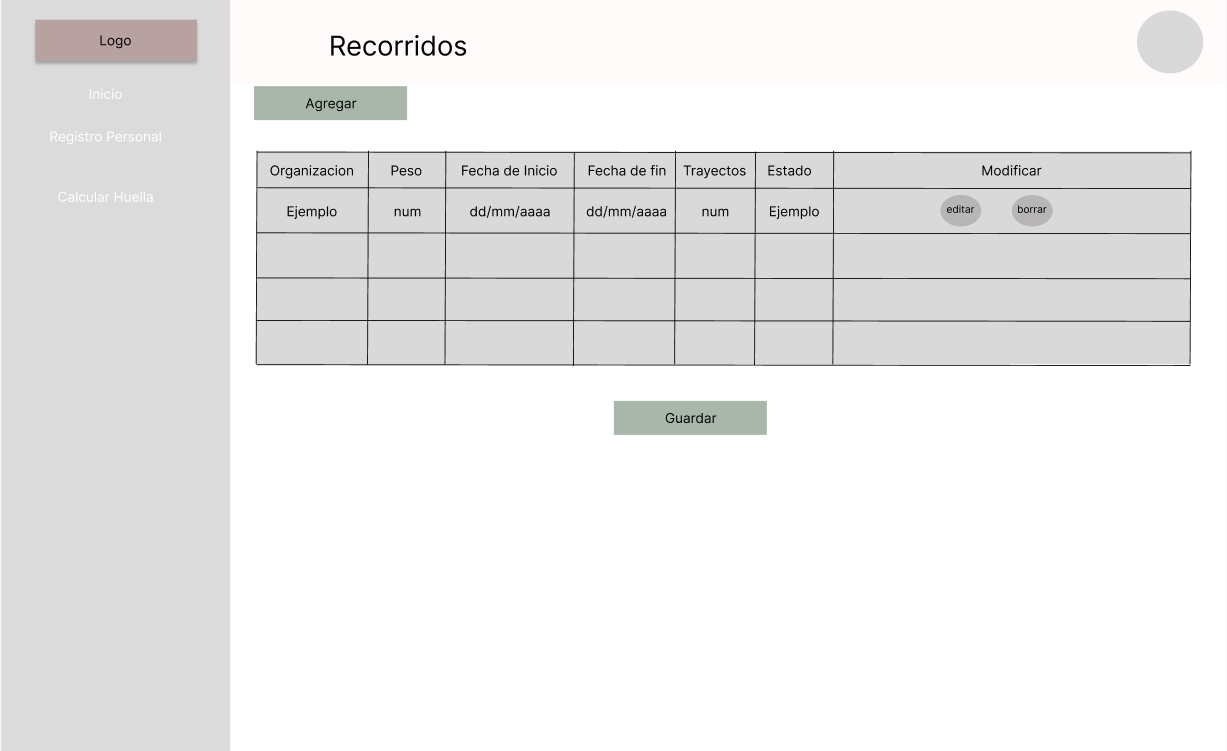 Logo
Inicio
Registro Personal
Calcular Huella
Recorridos
Agregar
Organizacion Peso Fecha de Inicio Fecha de fin Trayectos Estado Modificar
Ejemplo num dd/mm/aaaa dd/mm/aaaa num Ejemplo editar borrar
Guardar